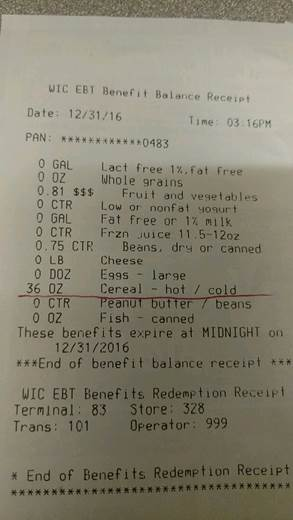 WIC EBT Benefit Balance Receipt
Date: 12/31/16 Time: 03:16PM
PAN: ************0483
0 GAL Lact free 1%,fat free
0 OZ Whole grains
0.81 $$$ Fruit and vegetables
0 CTR Low or nonfat yogurt
0 GAL Fat free or 1% milk
0 CTR Frzn juice 11.5-12oz
0.75 CTR Beans, dry or canned
0 LB Cheese
0 DOZ Eggs - large
36 OZ Cereal - hot / cold
0 CTR Peanut butter / beans
0 OZ Fish - canned
These benefits expire at MIDNIGHT on
12/31/2016
***End of benefit balance receipt ***
WIC EBT Benefits Redemption Receipt
Terminal: 83 Store: 328
Trans: 101 Operator: 999
* End of Benefits Redemption Receipt
************************************